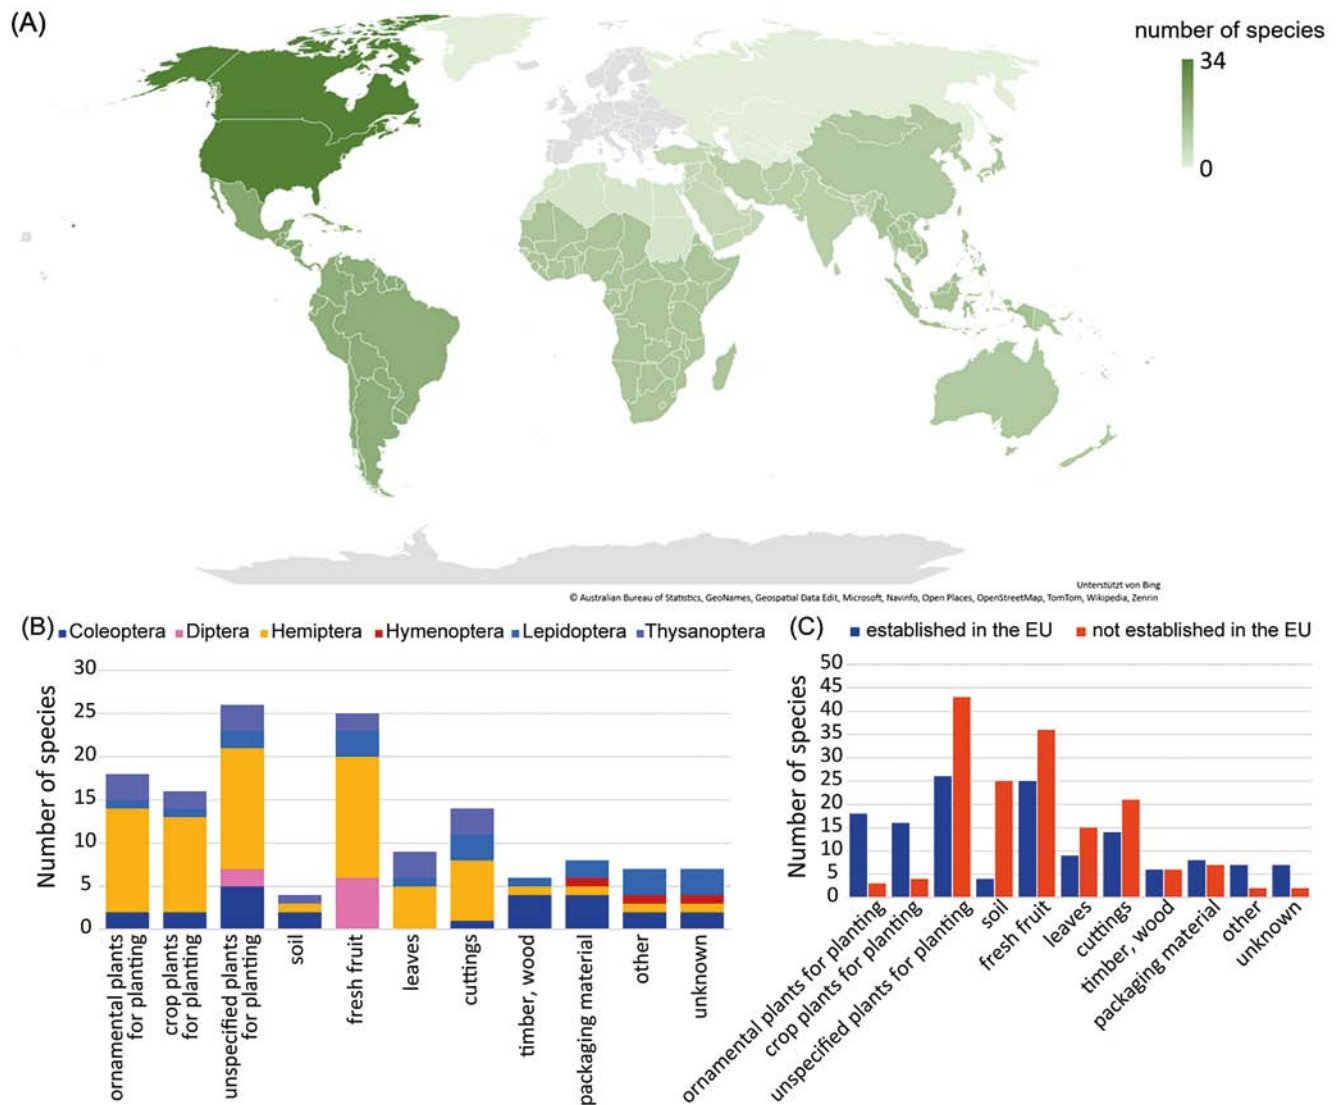 (A)
number of species
34
0
Unterstützt von Bing
© Australian Bureau of Statistics, GeoNames, Geospatial Data Edit, Microsoft, Navinfo, Open Places, OpenStreetMap, TomTom, Wikipedia, Zenrin
(B)
Coleoptera Diptera Hemiptera Hymenoptera Lepidoptera Thysanoptera
Number of species
30
25
20
15
10
5
0
ornamental plants
for planting
crop plants
for planting
unspecified plants
for planting
soil
fresh fruit
leaves
cuttings
timber, wood
packaging material
other
unknown
(C)
established in the EU not established in the EU
Number of species
50
45
40
35
30
25
20
15
10
5
0
ornamental plants for planting
crop plants for planting
unspecified plants for planting
soil
fresh fruit
leaves
cuttings
timber, wood
packaging material
other
unknown